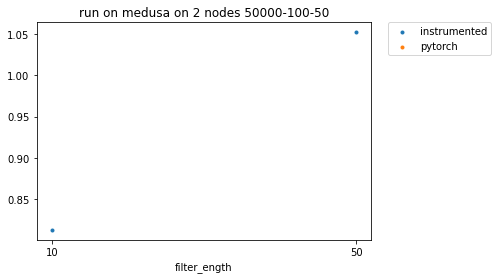 run on medusa on 2 nodes 50000-100-50
instrumented
pytorch
1.05
1.00
0.95
0.90
0.85
10
50
filter_ength